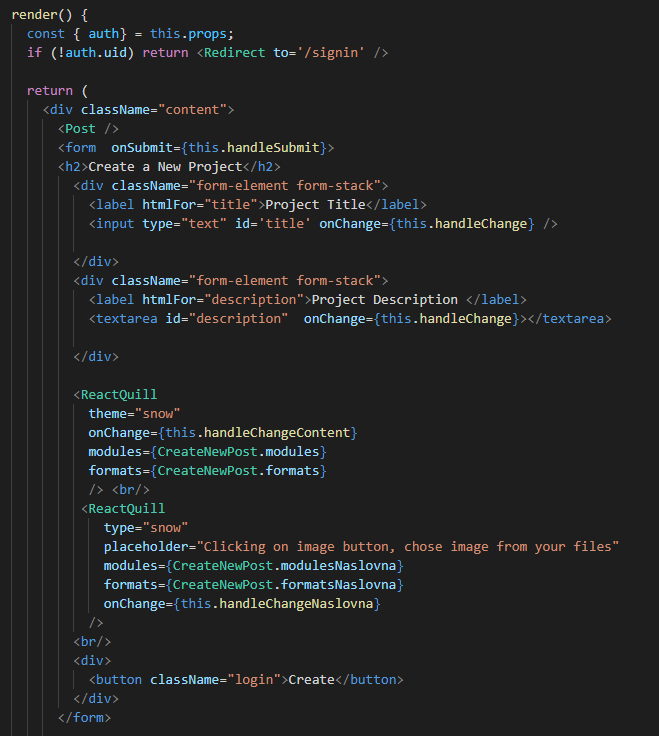 render() {
const { auth} = this.props;
if (!auth.uid) return <Redirect to='/signin' />
return (
<div className="content">
<Post />
<form  onSubmit={this.handleSubmit}>
<h2>Create a New Project</h2>
<div className="form-element form-stack">
<label htmlFor="title">Project Title</label>
<input type="text" id='title' onChange={this.handleChange} />
</div>
<div className="form-element form-stack">
<label htmlFor="description">Project Description </label>
<textarea id="description"  onChange={this.handleChange}></textarea>
</div>
<ReactQuill
theme="snow"
onChange={this.handleChangeContent}
modules={CreateNewPost.modules}
formats={CreateNewPost.formats}
/> <br/>
<ReactQuill
type="snow"
placeholder="Clicking on image button, chose image from your files"
modules={CreateNewPost.modulesNaslovna}
formats={CreateNewPost.formatsNaslovna}
onChange={this.handleChangeNaslovna}
/>
<br/>
<div>
<button className="login">Create</button>
</div>
</form>